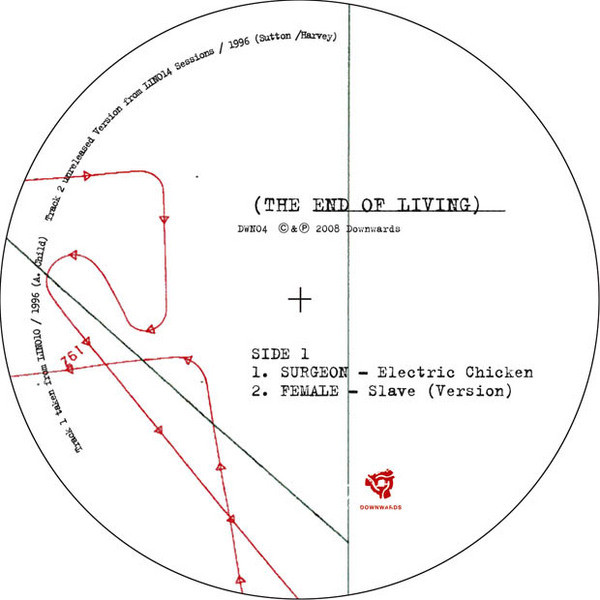 Track 2 unreleased Version from LINO14 Sessions / 1996 (Sutton /Harvey)
(THE END OF LIVING)
DWN04 ©&℗ 2008 Downwards
Track 1 taken from LINO10 / 1996 (A. Child)
192
SIDE 1
1. SURGEON – Electric Chicken
2. FEMALE – Slave (Version)
DOWNWARDS